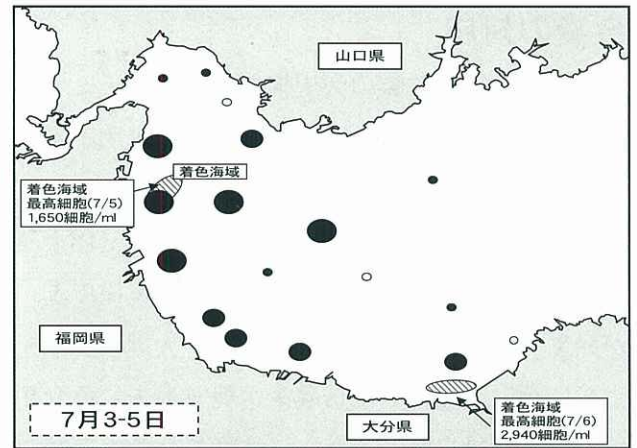 山口県
着色海域
着色海域
最高細胞(7/5)
1,650細胞/ml
福岡県
7月3-5日
大分県
着色海域
最高細胞(7/6)
2,940細胞/ml